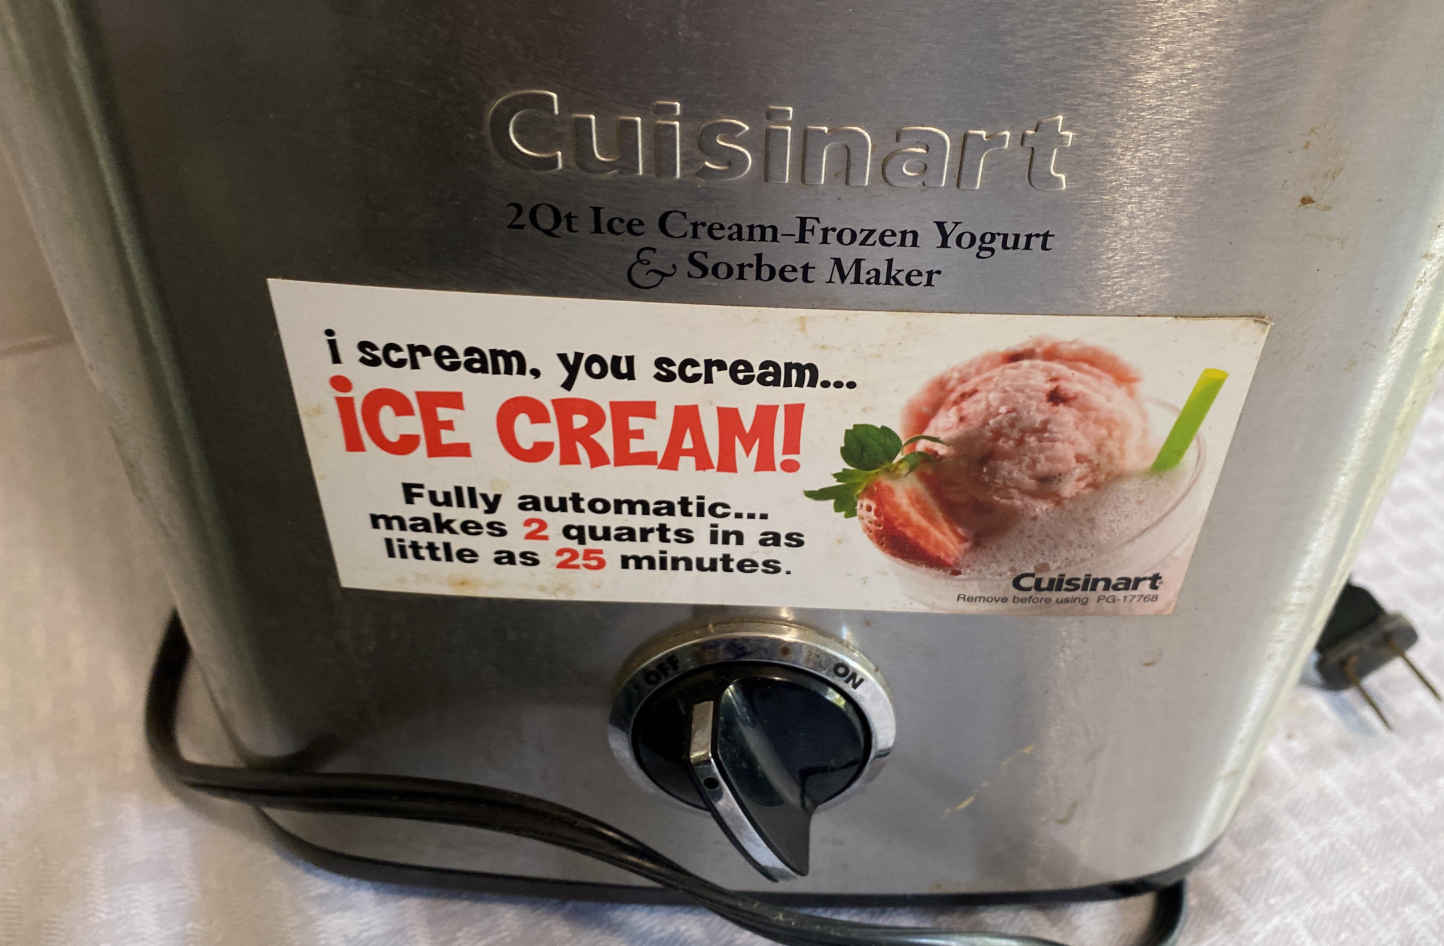 Cuisinart
2Qt Ice Cream-Frozen Yogurt
& Sorbet Maker
i scream, you scream...
iCE CREAM!
Fully automatic...
makes 2 quarts in as
little as 25 minutes.
Cuisinart
Remove before using PG-17768
OFF
ON